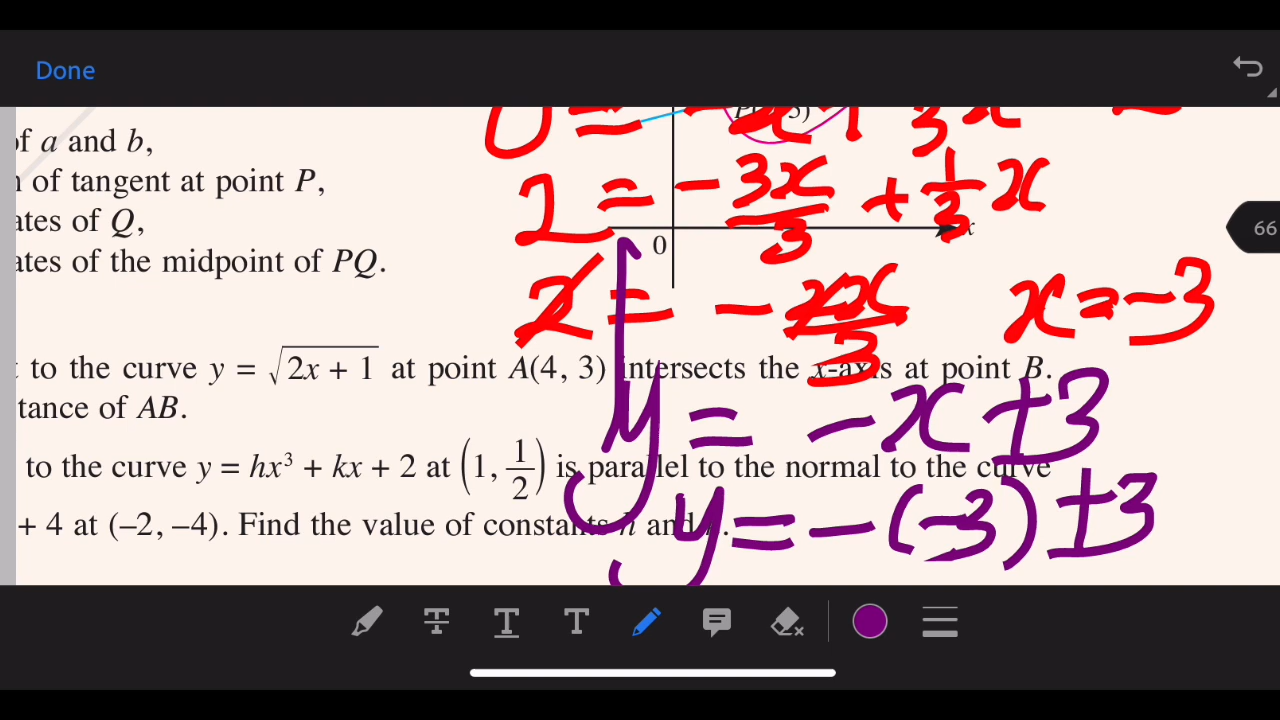 Done
of a and b,
of tangent at point P,
ates of Q,
ates of the midpoint of PQ.
0
66
2 = - 3x/3 + 1/3 x
2 = - 2x/3 x = -3
to the curve y = √(2x + 1) at point A(4, 3) intersects the x-axis at point B.
tance of AB.
y = -x + 3
to the curve y = hx³ + kx + 2 at (1, 1/2) is parallel to the normal to the curve
+ 4 at (–2, –4). Find the value of constants h and
y = -(-3) + 3